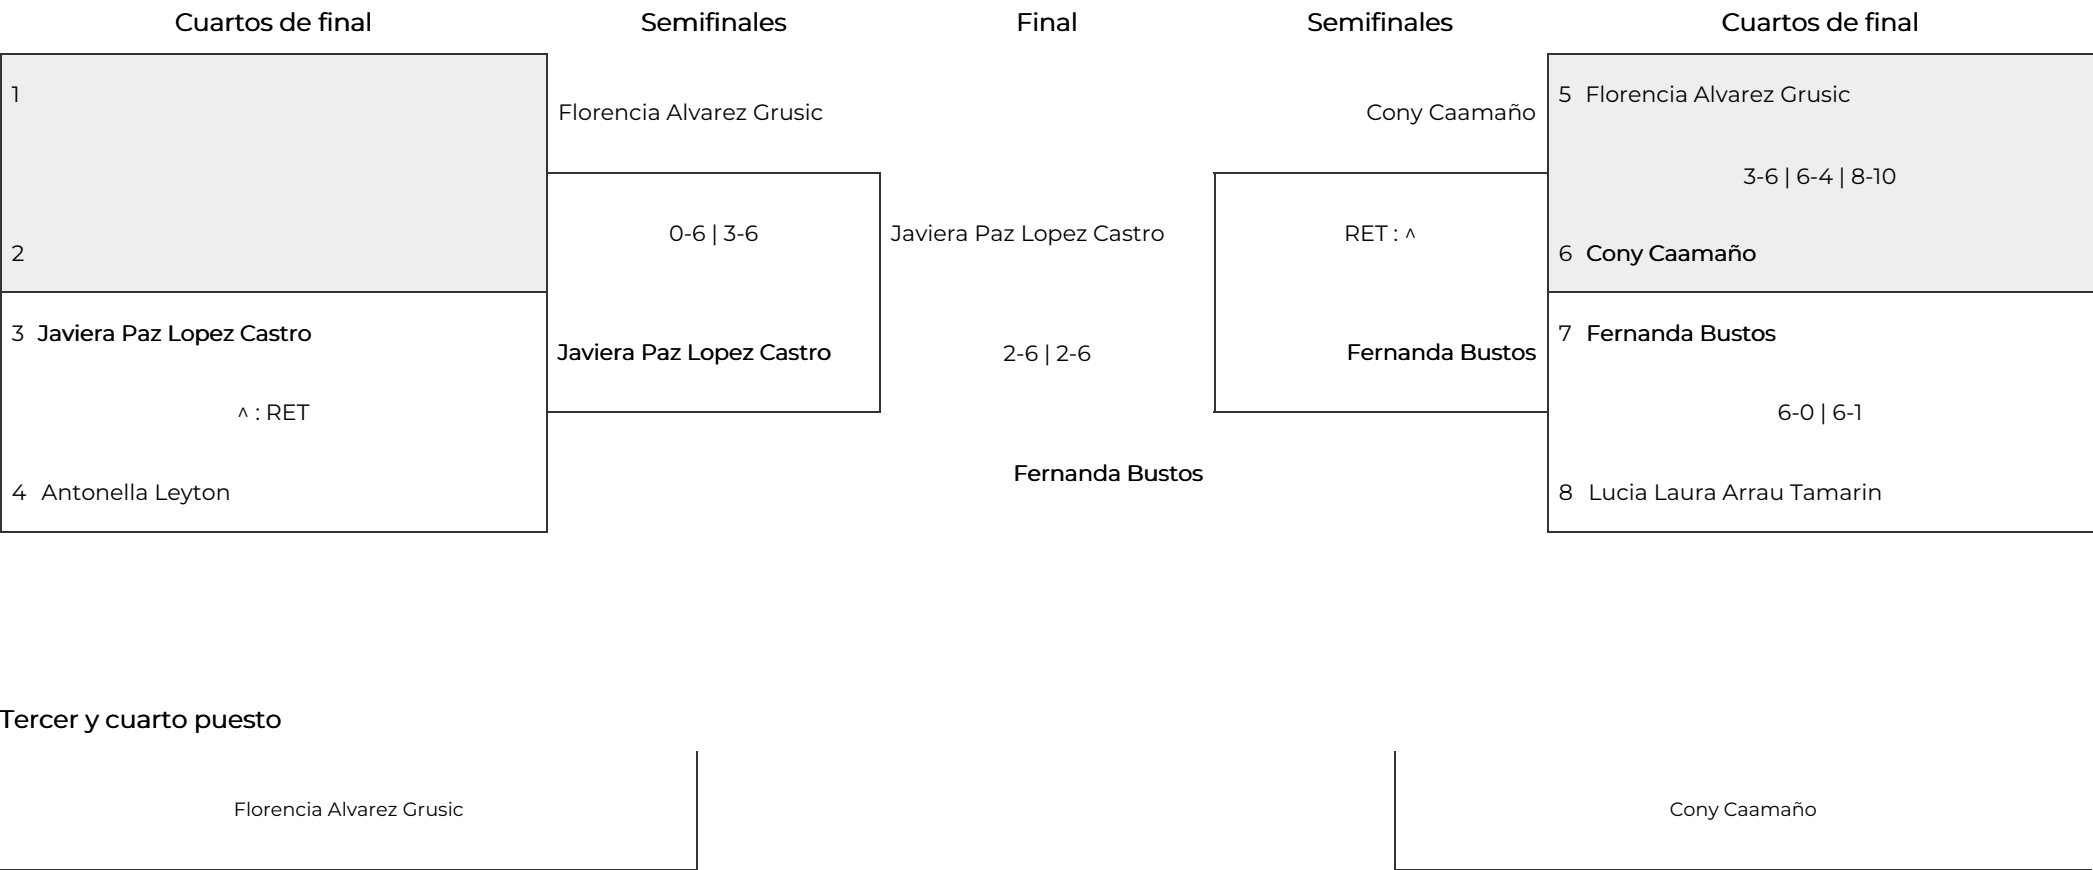 Cuartos de final
Semifinales
Final
Semifinales
Cuartos de final
1
2
3 Javiera Paz Lopez Castro
^ : RET
4 Antonella Leyton
Florencia Alvarez Grusic
0-6 | 3-6
Javiera Paz Lopez Castro
Javiera Paz Lopez Castro
2-6 | 2-6
Fernanda Bustos
Cony Caamaño
RET : ^
Fernanda Bustos
5 Florencia Alvarez Grusic
3-6 | 6-4 | 8-10
6 Cony Caamaño
7 Fernanda Bustos
6-0 | 6-1
8 Lucia Laura Arrau Tamarin
Tercer y cuarto puesto
Florencia Alvarez Grusic
Cony Caamaño